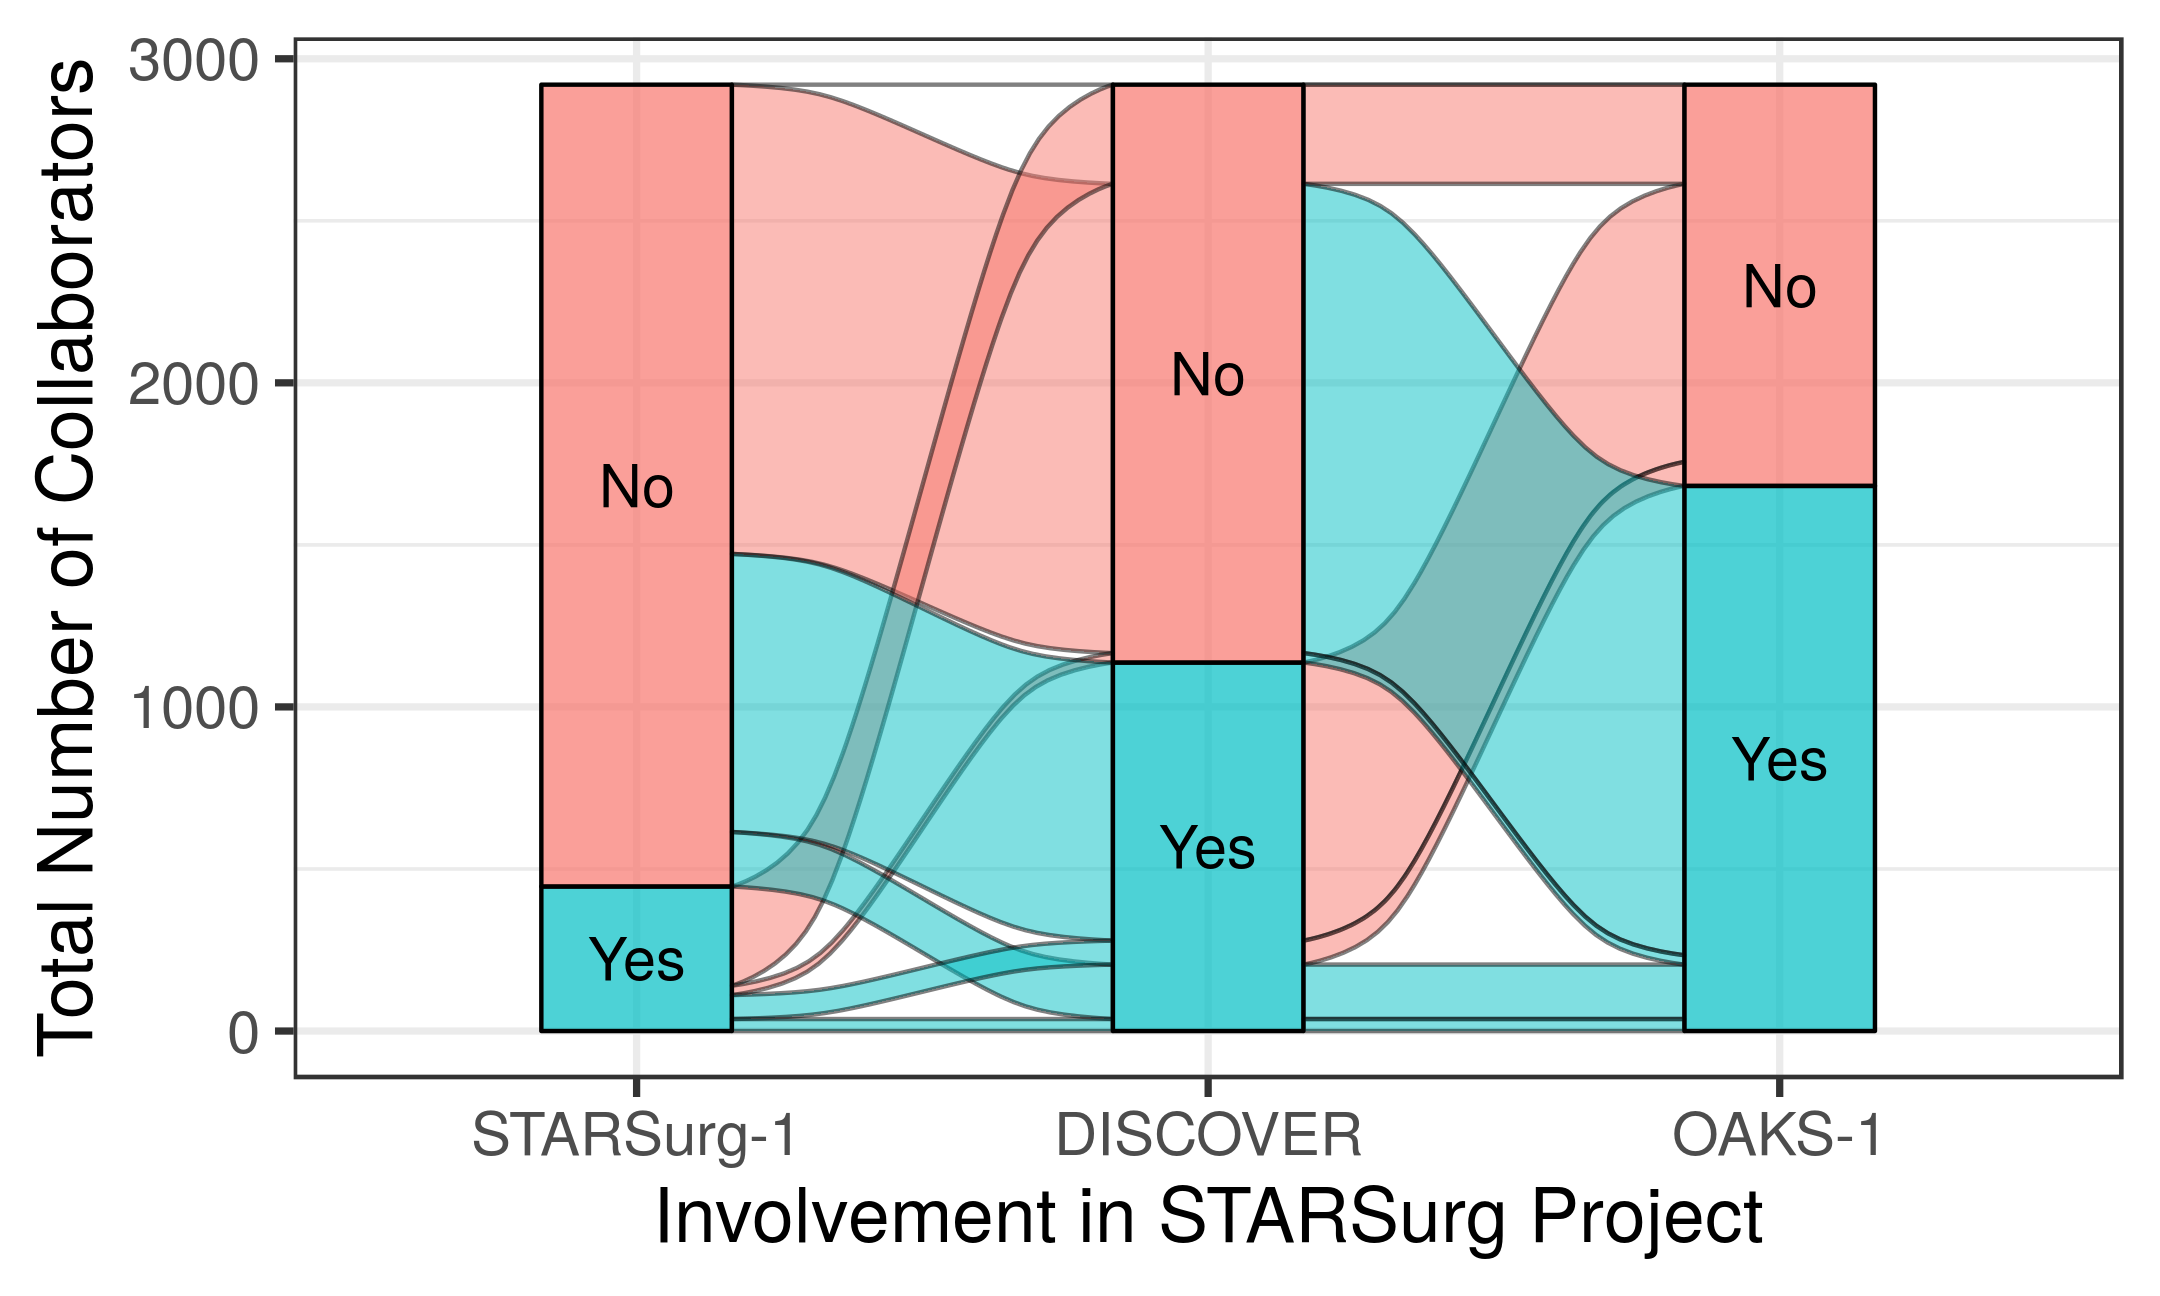 Total Number of Collaborators
3000
2000
1000
0
No
Yes
No
Yes
No
Yes
STARSurg-1
DISCOVER
OAKS-1
Involvement in STARSurg Project